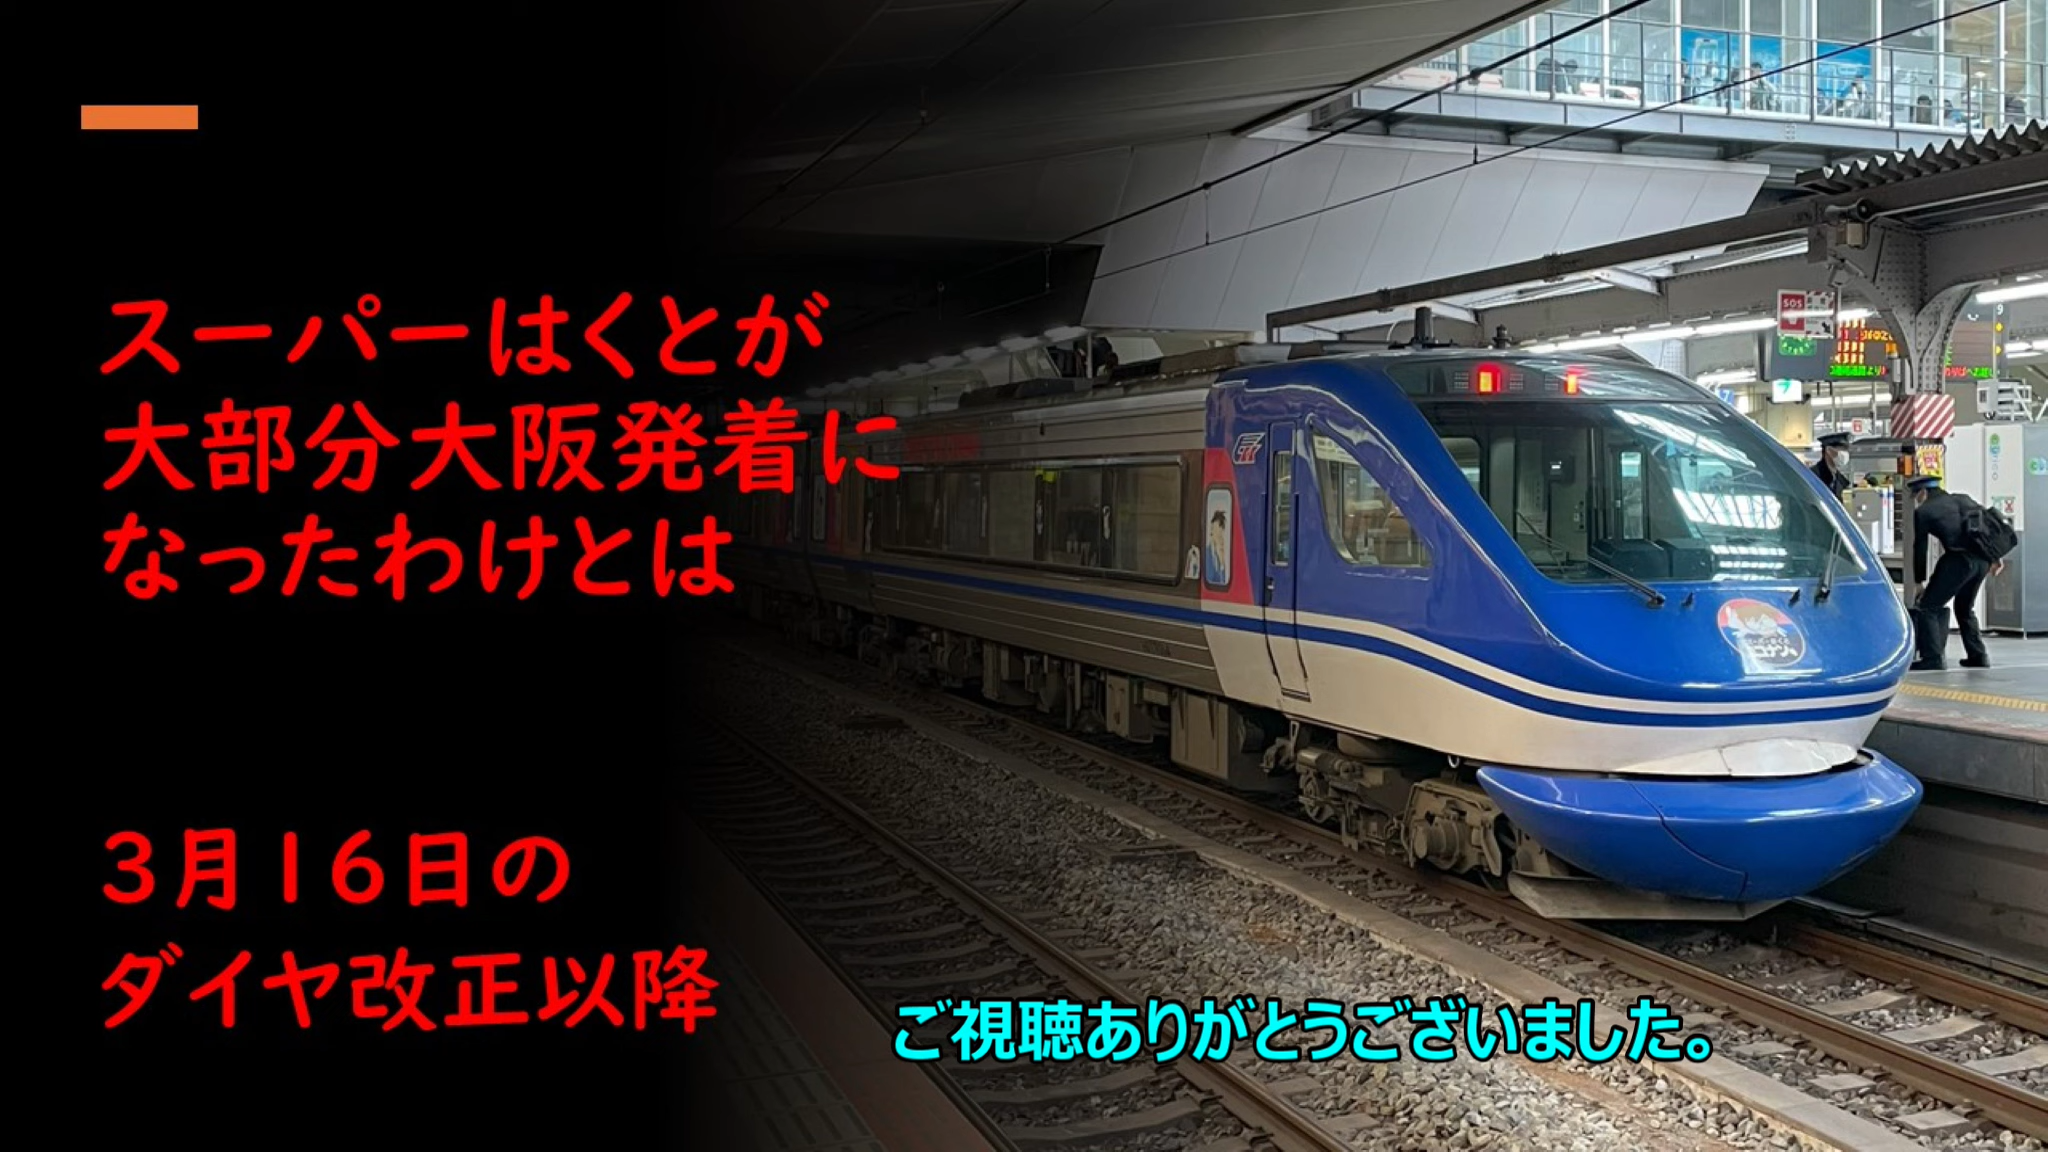 スーパーはくとが
大部分大阪発着に
なったわけとは
3月16日の
ダイヤ改正以降
ご視聴ありがとうございました。
SOS